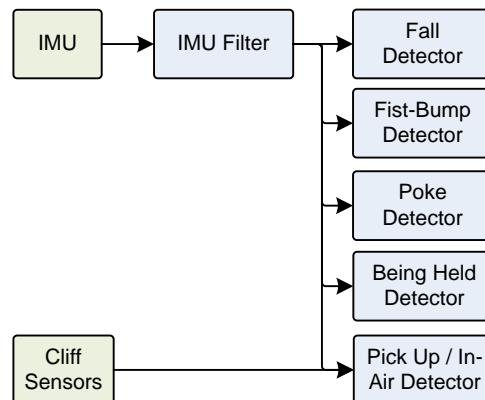 IMU
IMU Filter
Fall
Detector
Fist-Bump
Detector
Poke
Detector
Being Held
Detector
Cliff
Sensors
Pick Up / In-
Air Detector